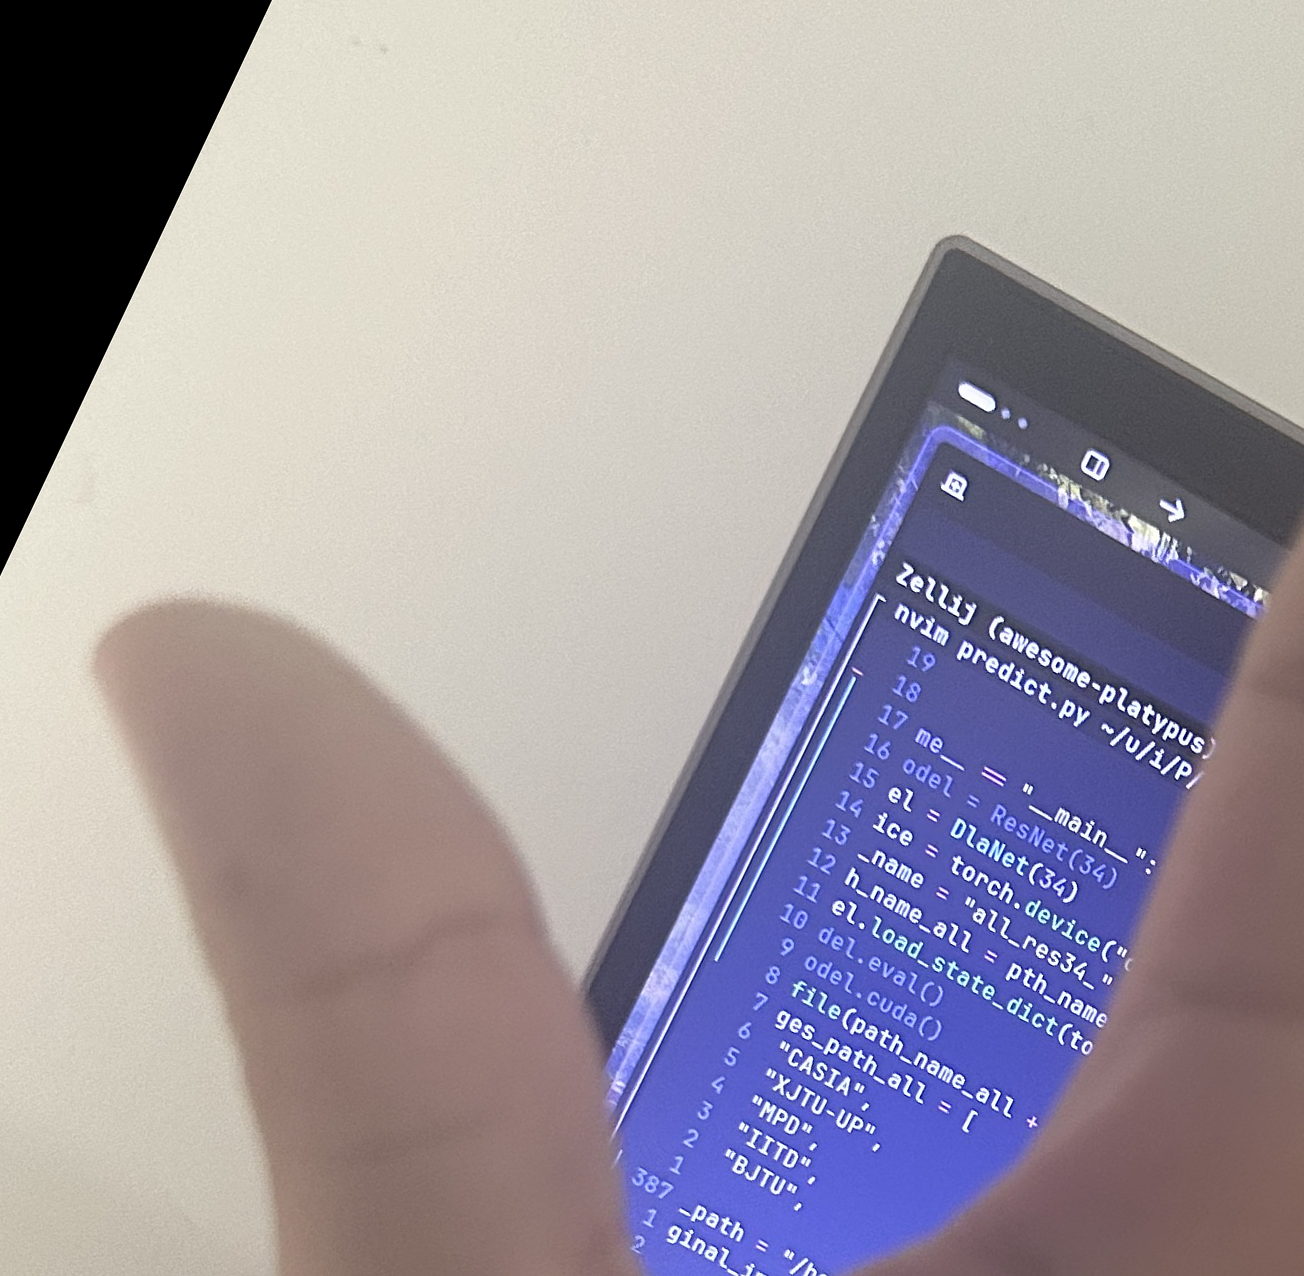 Zellij (awesome-platypus)
nvim predict.py ~/u/i/P/
19
18
17 me__ == "__main__":
16 odel = ResNet(34)
15 el = DlaNet(34)
14 ice = torch.device("
13 _name = "all_res34_"
12 h_name_all = pth_name
11 el.load_state_dict(to
10 del.eval()
9 odel.cuda()
8 file(path_name_all +
7 ges_path_all = [
6 "CASIA",
5 "XJTU-UP",
4 "MPD",
3 "IITD",
2 "BJTU",
1
387 _path = "/h
1 ginal_i
2